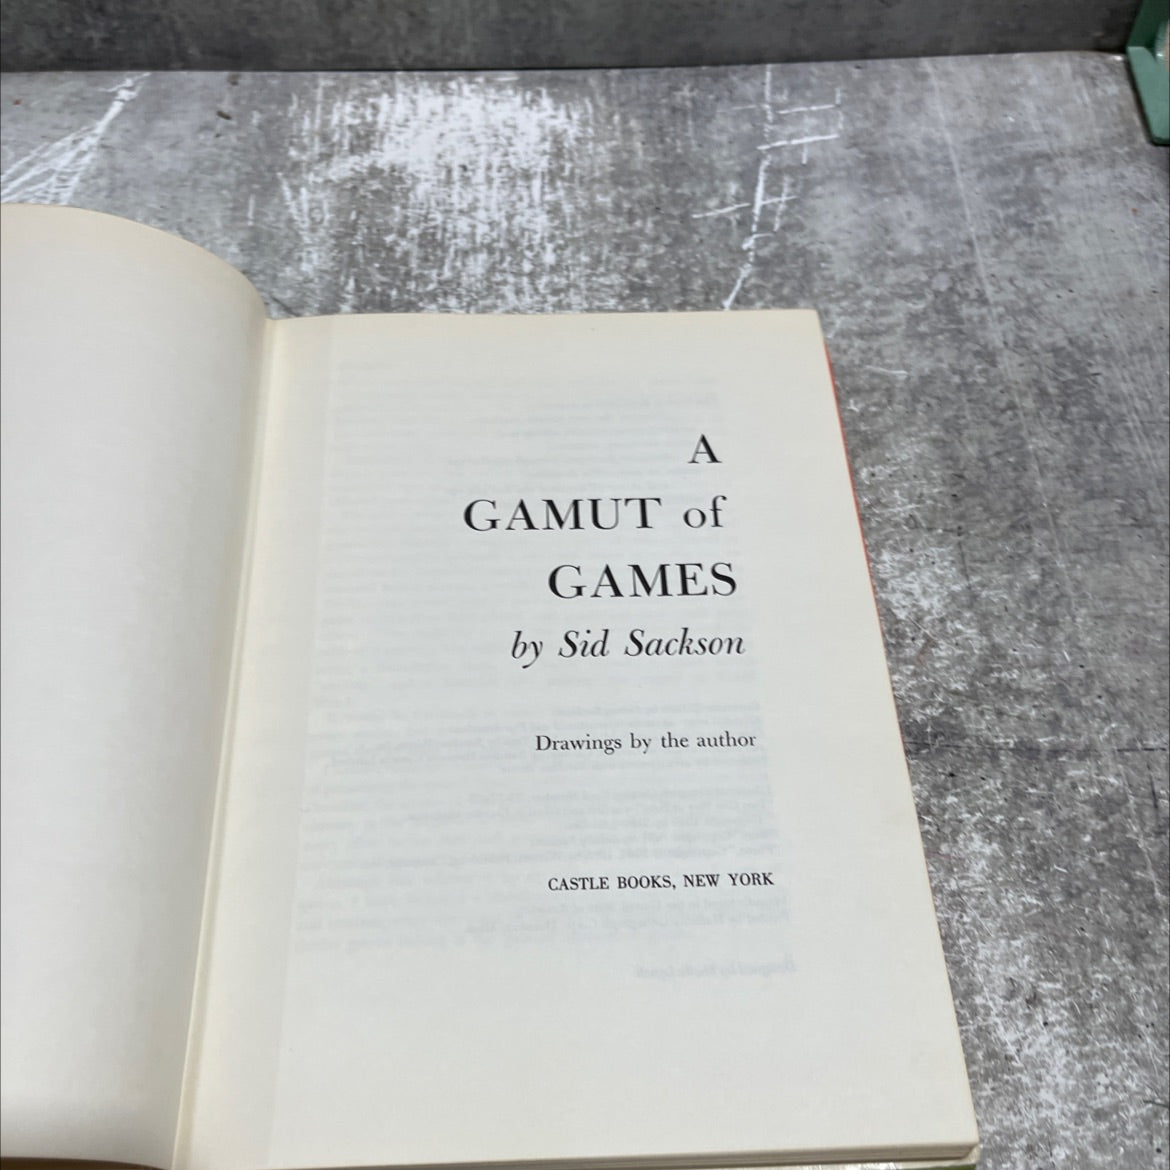 A
GAMUT of
GAMES
by Sid Sackson
Drawings by the author
CASTLE BOOKS, NEW YORK